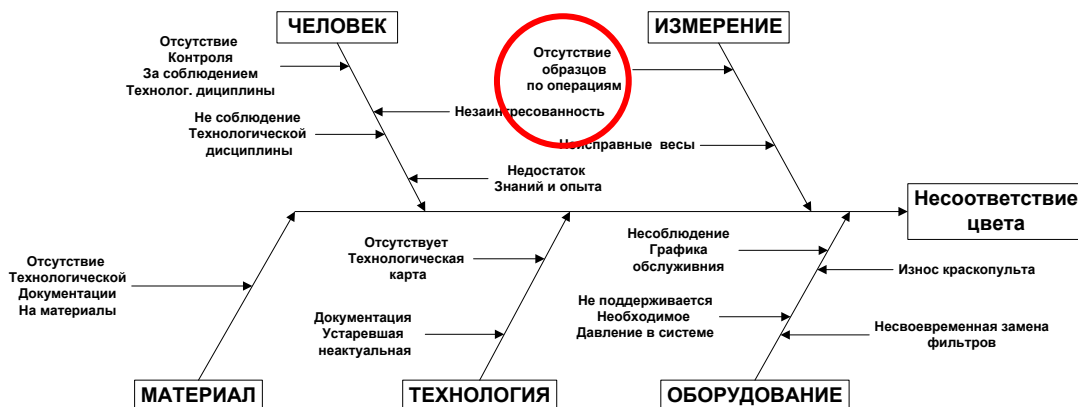 ЧЕЛОВЕК
ИЗМЕРЕНИЕ
Отсутствие
Контроля
За соблюдением
Технолог. дициплины
Отсутствие
образцов
по операциям
Незаингресованность
Не соблюдение
Технологической
дисциплины
Неисправные весы
Недостаток
Знаний и опыта
Несоответствие
цвета
Отсутствие
Технологической
Документации
На материалы
Отсутствует
Технологическая
карта
Несоблюдение
Графика
обслуживния
Износ краскопульта
Документация
Устаревшая
неактуальная
Не поддерживается
Необходимое
Давление в системе
Несвоевременная замена
фильтров
МАТЕРИАЛ
ТЕХНОЛОГИЯ
ОБОРУДОВАНИЕ